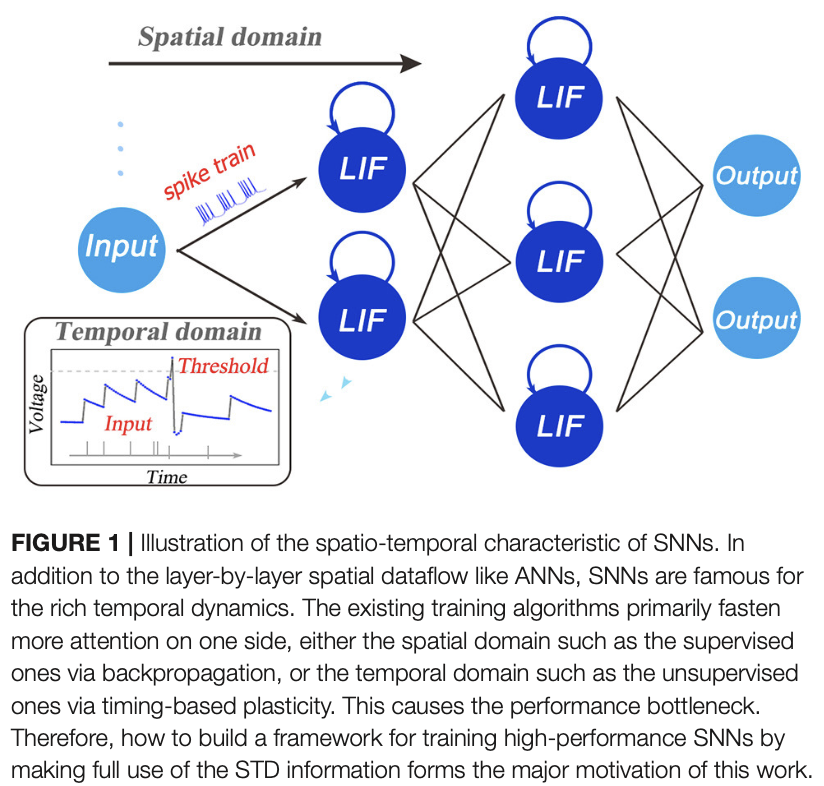 Spatial domain
spike train
Input
LIF
LIF
LIF
LIF
LIF
Output
Output
Temporal domain
Threshold
Voltage
Input
Time
FIGURE 1 | Illustration of the spatio-temporal characteristic of SNNs. In
addition to the layer-by-layer spatial dataflow like ANNs, SNNs are famous for
the rich temporal dynamics. The existing training algorithms primarily fasten
more attention on one side, either the spatial domain such as the supervised
ones via backpropagation, or the temporal domain such as the unsupervised
ones via timing-based plasticity. This causes the performance bottleneck.
Therefore, how to build a framework for training high-performance SNNs by
making full use of the STD information forms the major motivation of this work.